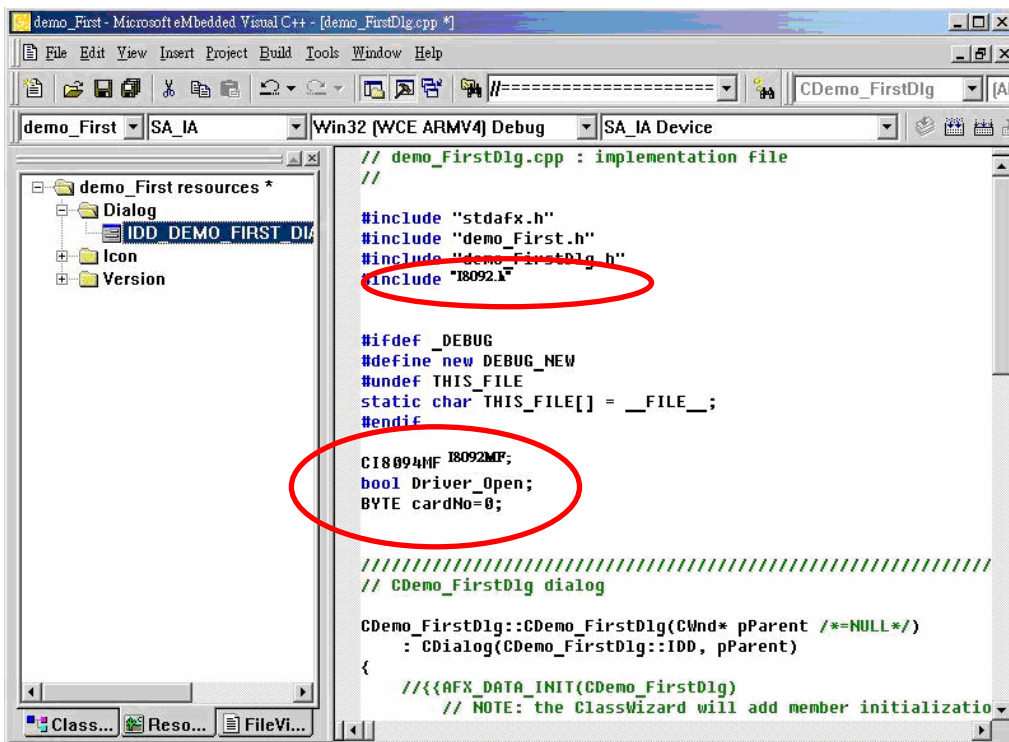 demo_First - Microsoft eMbedded Visual C++ - [demo_FirstDlg.cpp *]
File Edit View Insert Project Build Tools Window Help
//===================== CDemo_FirstDlg
demo_First SA_IA Win32 (WCE ARMV4) Debug SA_IA Device
demo_First resources *
Dialog
IDD_DEMO_FIRST_DIA
Icon
Version
// demo_FirstDlg.cpp : implementation file
//
#include "stdafx.h"
#include "demo_First.h"
#include "demo_FirstDlg.h"
#include "I8092.h"
#ifdef _DEBUG
#define new DEBUG_NEW
#undef THIS_FILE
static char THIS_FILE[] = __FILE__;
#endif
CI8094MF I8092MF;
bool Driver_Open;
BYTE cardNo=0;
//////////////////////////////////////////////////////////////
// CDemo_FirstDlg dialog
CDemo_FirstDlg::CDemo_FirstDlg(CWnd* pParent /*=NULL*/)
: CDialog(CDemo_FirstDlg::IDD, pParent)
{
//{{AFX_DATA_INIT(CDemo_FirstDlg)
// NOTE: the ClassWizard will add member initializatio
Class... Reso... FileVi...